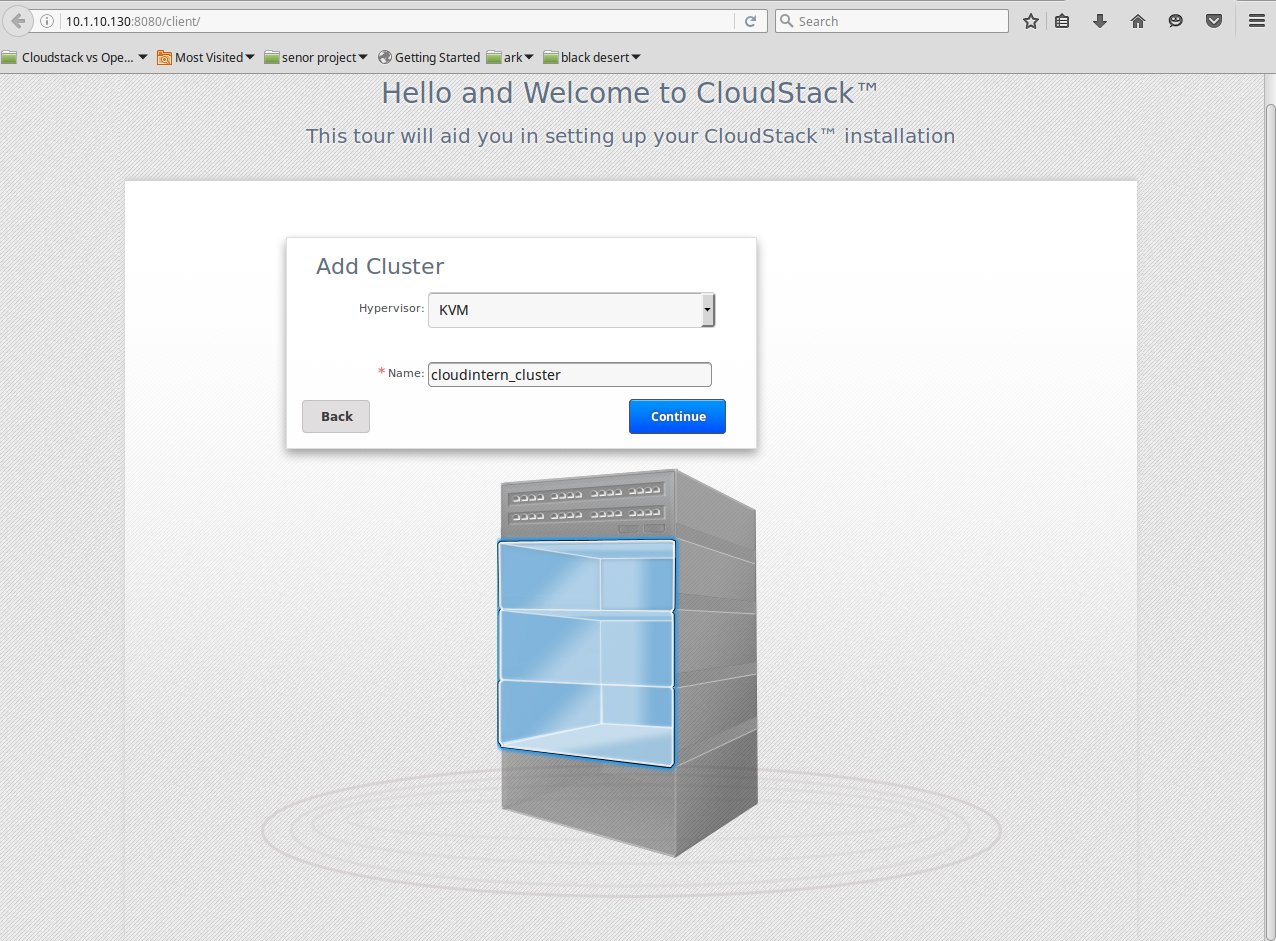 10.1.10.130:8080/client/
Search
Cloudstack vs Ope...
Most Visited
senor project
Getting Started
ark
black desert
Hello and Welcome to CloudStack™
This tour will aid you in setting up your CloudStack™ installation
Add Cluster
Hypervisor: KVM
* Name: cloudintern_cluster
Back
Continue